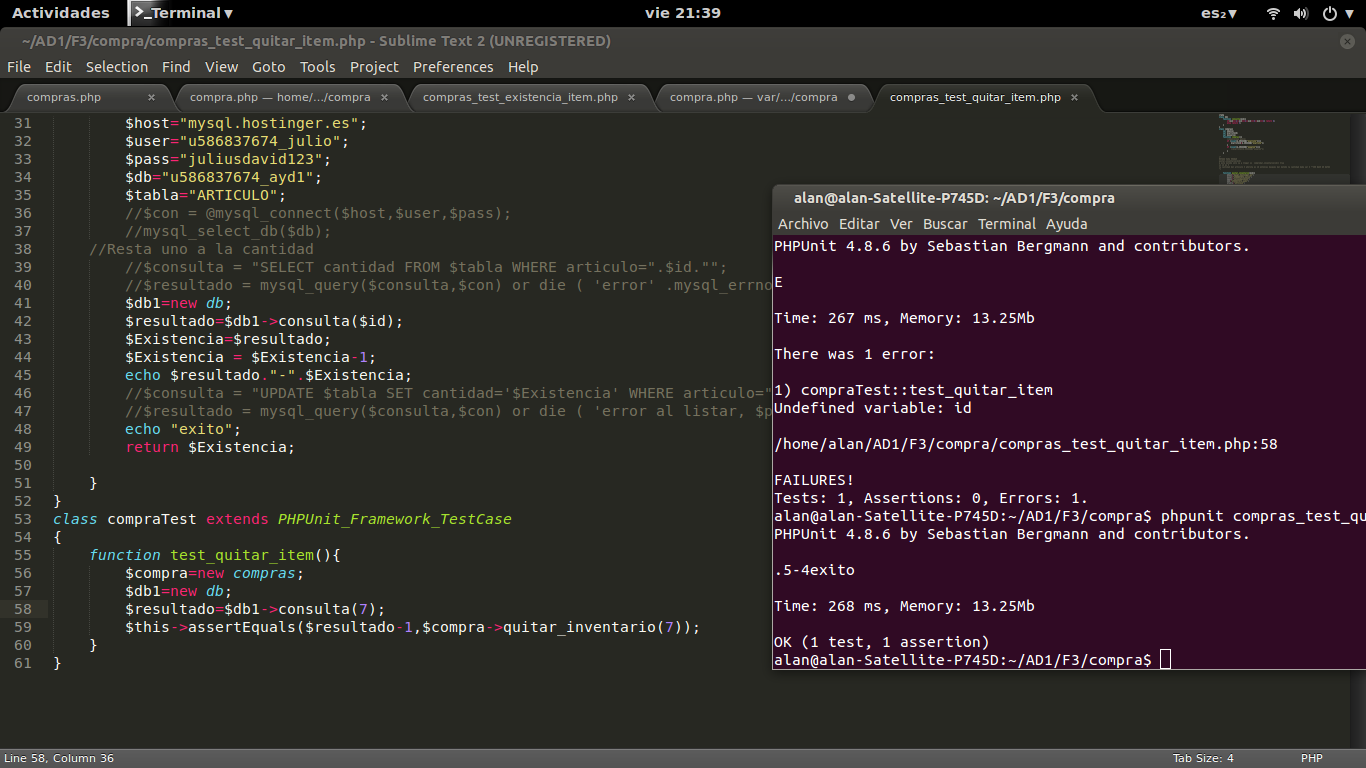 Actividades
Terminal
vie 21:39
es₂
~/AD1/F3/compra/compras_test_quitar_item.php - Sublime Text 2 (UNREGISTERED)
File Edit Selection Find View Goto Tools Project Preferences Help
compras.php
compra.php — home/.../compra
compras_test_existencia_item.php
compra.php — var/.../compra
compras_test_quitar_item.php
31 $host="mysql.hostinger.es";
32 $user="u586837674_julio";
33 $pass="juliusdavid123";
34 $db="u586837674_ayd1";
35 $tabla="ARTICULO";
36 //$con = @mysql_connect($host,$user,$pass);
37 //mysql_select_db($db);
38 //Resta uno a la cantidad
39 //$consulta = "SELECT cantidad FROM $tabla WHERE articulo=".$id."";
40 //$resultado = mysql_query($consulta,$con) or die ( 'error' .mysql_errno
41 $db1=new db;
42 $resultado=$db1->consulta($id);
43 $Existencia=$resultado;
44 $Existencia = $Existencia-1;
45 echo $resultado."-".$Existencia;
46 //$consulta = "UPDATE $tabla SET cantidad='$Existencia' WHERE articulo="
47 //$resultado = mysql_query($consulta,$con) or die ( 'error al listar, $p
48 echo "exito";
49 return $Existencia;
50
51 }
52 }
53 class compraTest extends PHPUnit_Framework_TestCase
54 {
55 function test_quitar_item(){
56 $compra=new compras;
57 $db1=new db;
58 $resultado=$db1->consulta(7);
59 $this->assertEquals($resultado-1,$compra->quitar_inventario(7));
60 }
61 }
alan@alan-Satellite-P745D: ~/AD1/F3/compra
Archivo Editar Ver Buscar Terminal Ayuda
PHPUnit 4.8.6 by Sebastian Bergmann and contributors.
E
Time: 267 ms, Memory: 13.25Mb
There was 1 error:
1) compraTest::test_quitar_item
Undefined variable: id
/home/alan/AD1/F3/compra/compras_test_quitar_item.php:58
FAILURES!
Tests: 1, Assertions: 0, Errors: 1.
alan@alan-Satellite-P745D:~/AD1/F3/compra$ phpunit compras_test_qu
PHPUnit 4.8.6 by Sebastian Bergmann and contributors.
.5-4exito
Time: 268 ms, Memory: 13.25Mb
OK (1 test, 1 assertion)
alan@alan-Satellite-P745D:~/AD1/F3/compra$
Line 58, Column 36
Tab Size: 4
PHP